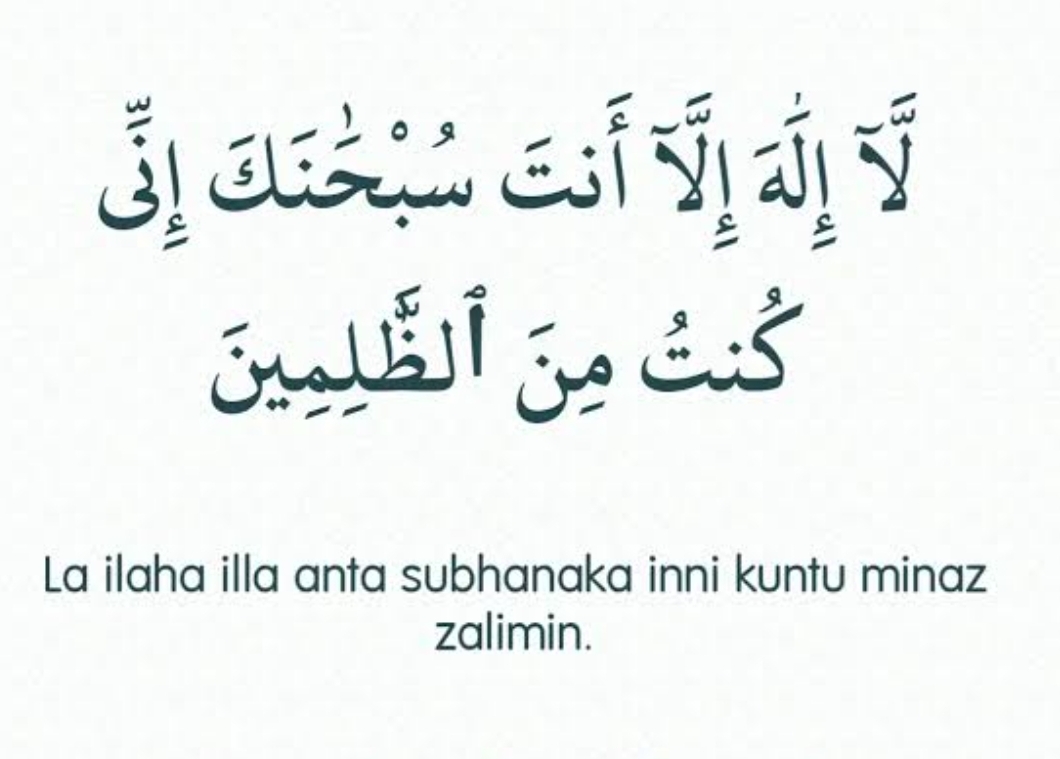 لَّآ إِلَٰهَ إِلَّآ أَنتَ سُبْحَٰنَكَ إِنِّى
كُنتُ مِنَ ٱلظَّٰلِمِينَ
La ilaha illa anta subhanaka inni kuntu minaz
zalimin.